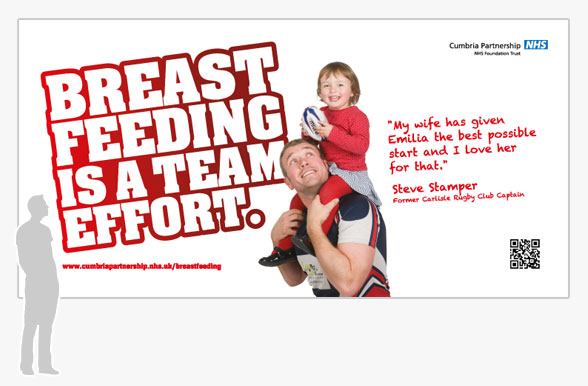 BREAST
FEEDING
IS A TEAM
EFFORT.
www.cumbriapartnership.nhs.uk/breastfeeding
Cumbria Partnership NHS
NHS Foundation Trust
"My wife has given
Emilia the best possible
start and I love her
for that."
Steve Stamper
Former Carlisle Rugby Club Captain